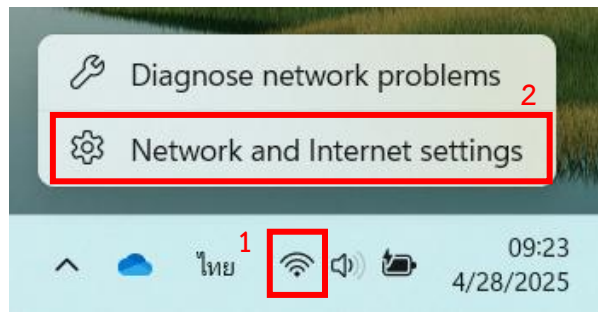 Diagnose network problems
2
Network and Internet settings
1
ไทย
09:23
4/28/2025